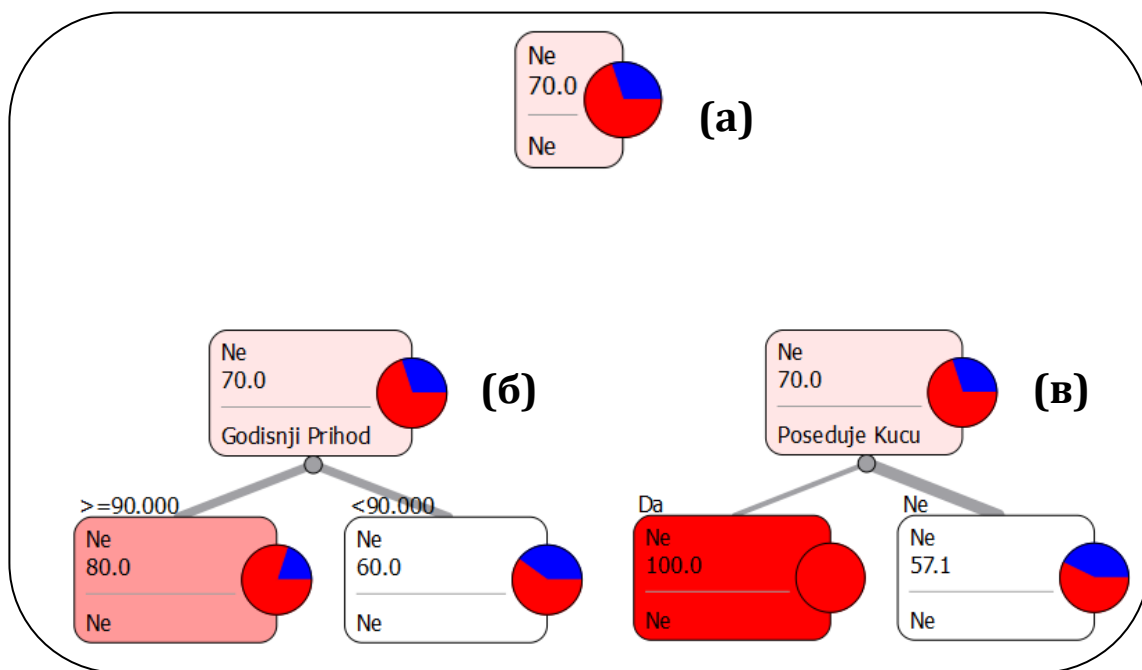 Ne
70.0
Ne
(а)
Ne
70.0
Godisnji Prihod
(б)
>=90.000
<90.000
Ne
80.0
Ne
Ne
60.0
Ne
Ne
70.0
Poseduje Kucu
(в)
Da
Ne
Ne
100.0
Ne
Ne
57.1
Ne